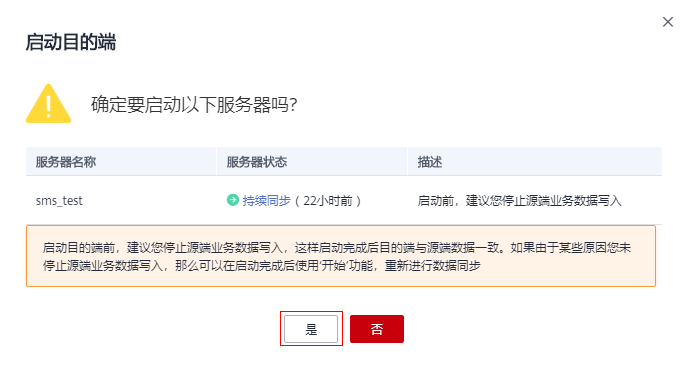 启动目的端
确定要启动以下服务器吗?
服务器名称 服务器状态 描述
sms_test 持续同步 ( 22小时前 ) 启动前，建议您停止源端业务数据写入
启动目的端前，建议您停止源端业务数据写入，这样启动完成后目的端与源端数据一致。如果由于某些原因您未
停止源端业务数据写入，那么可以在启动完成后使用‘开始’功能，重新进行数据同步
是 否